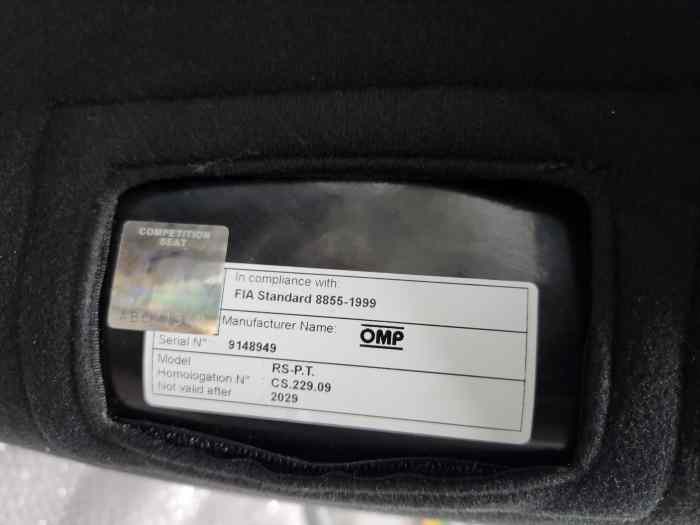 COMPETITION
SEAT
In compliance with:
FIA Standard 8855-1999
Manufacturer Name:
OMP
Serial N° 9148949
Model RS-P.T.
Homologation N° CS.229.09
Not valid after 2029